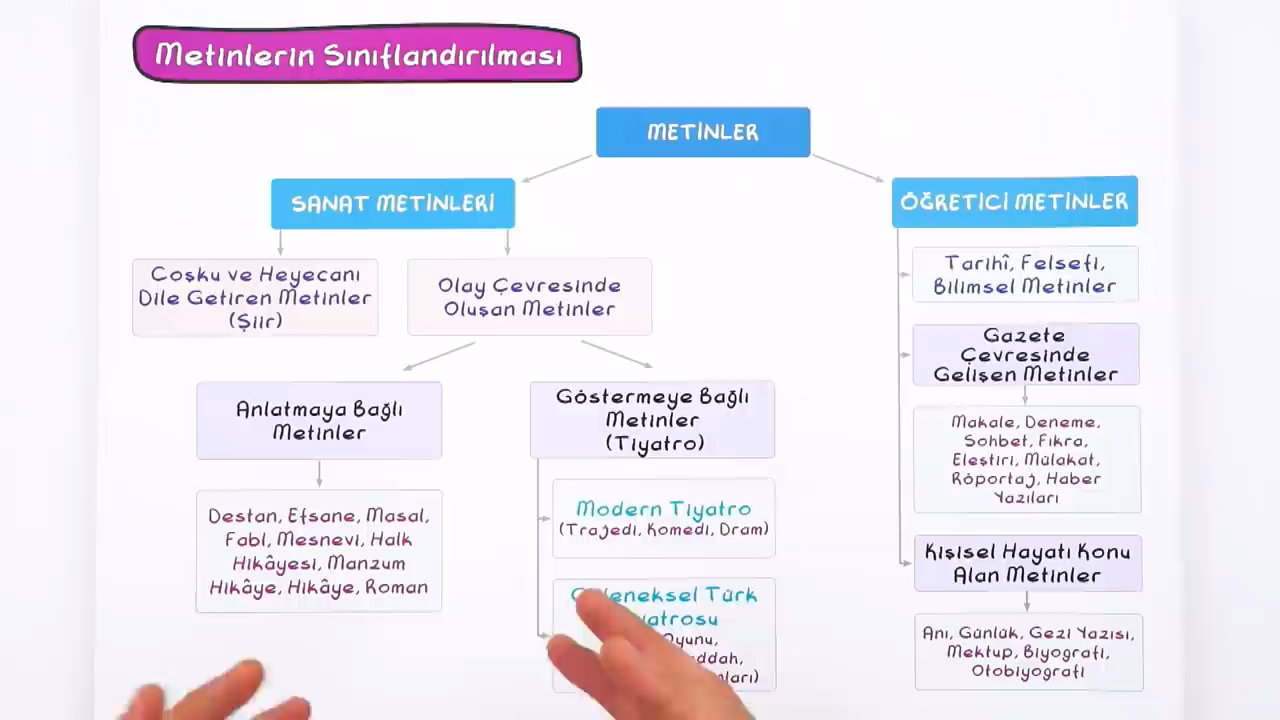 Metinlerin Sınıflandırılması
METİNLER
SANAT METİNLERİ
ÖĞRETİCİ METİNLER
Coşku ve Heyecanı
Dile Getiren Metinler
(Şiir)
Olay Çevresinde
Oluşan Metinler
Anlatmaya Bağlı
Metinler
Destan, Efsane, Masal,
Fabl, Mesnevi, Halk
Hikâyesi, Manzum
Hikâye, Hikâye, Roman
Göstermeye Bağlı
Metinler
(Tiyatro)
Modern Tiyatro
(Trajedi, Komedi, Dram)
Türk
Oyunu,
Tarihî, Felsefi,
Bilimsel Metinler
Gazete
Çevresinde
Gelişen Metinler
Makale, Deneme,
Sohbet, Fıkra,
Eleştiri, Mülakat,
Röportaj, Haber
Yazıları
Kişisel Hayatı Konu
Alan Metinler
Anı, Günlük, Gezi Yazısı,
Mektup, Biyografi,
Otobiyografi